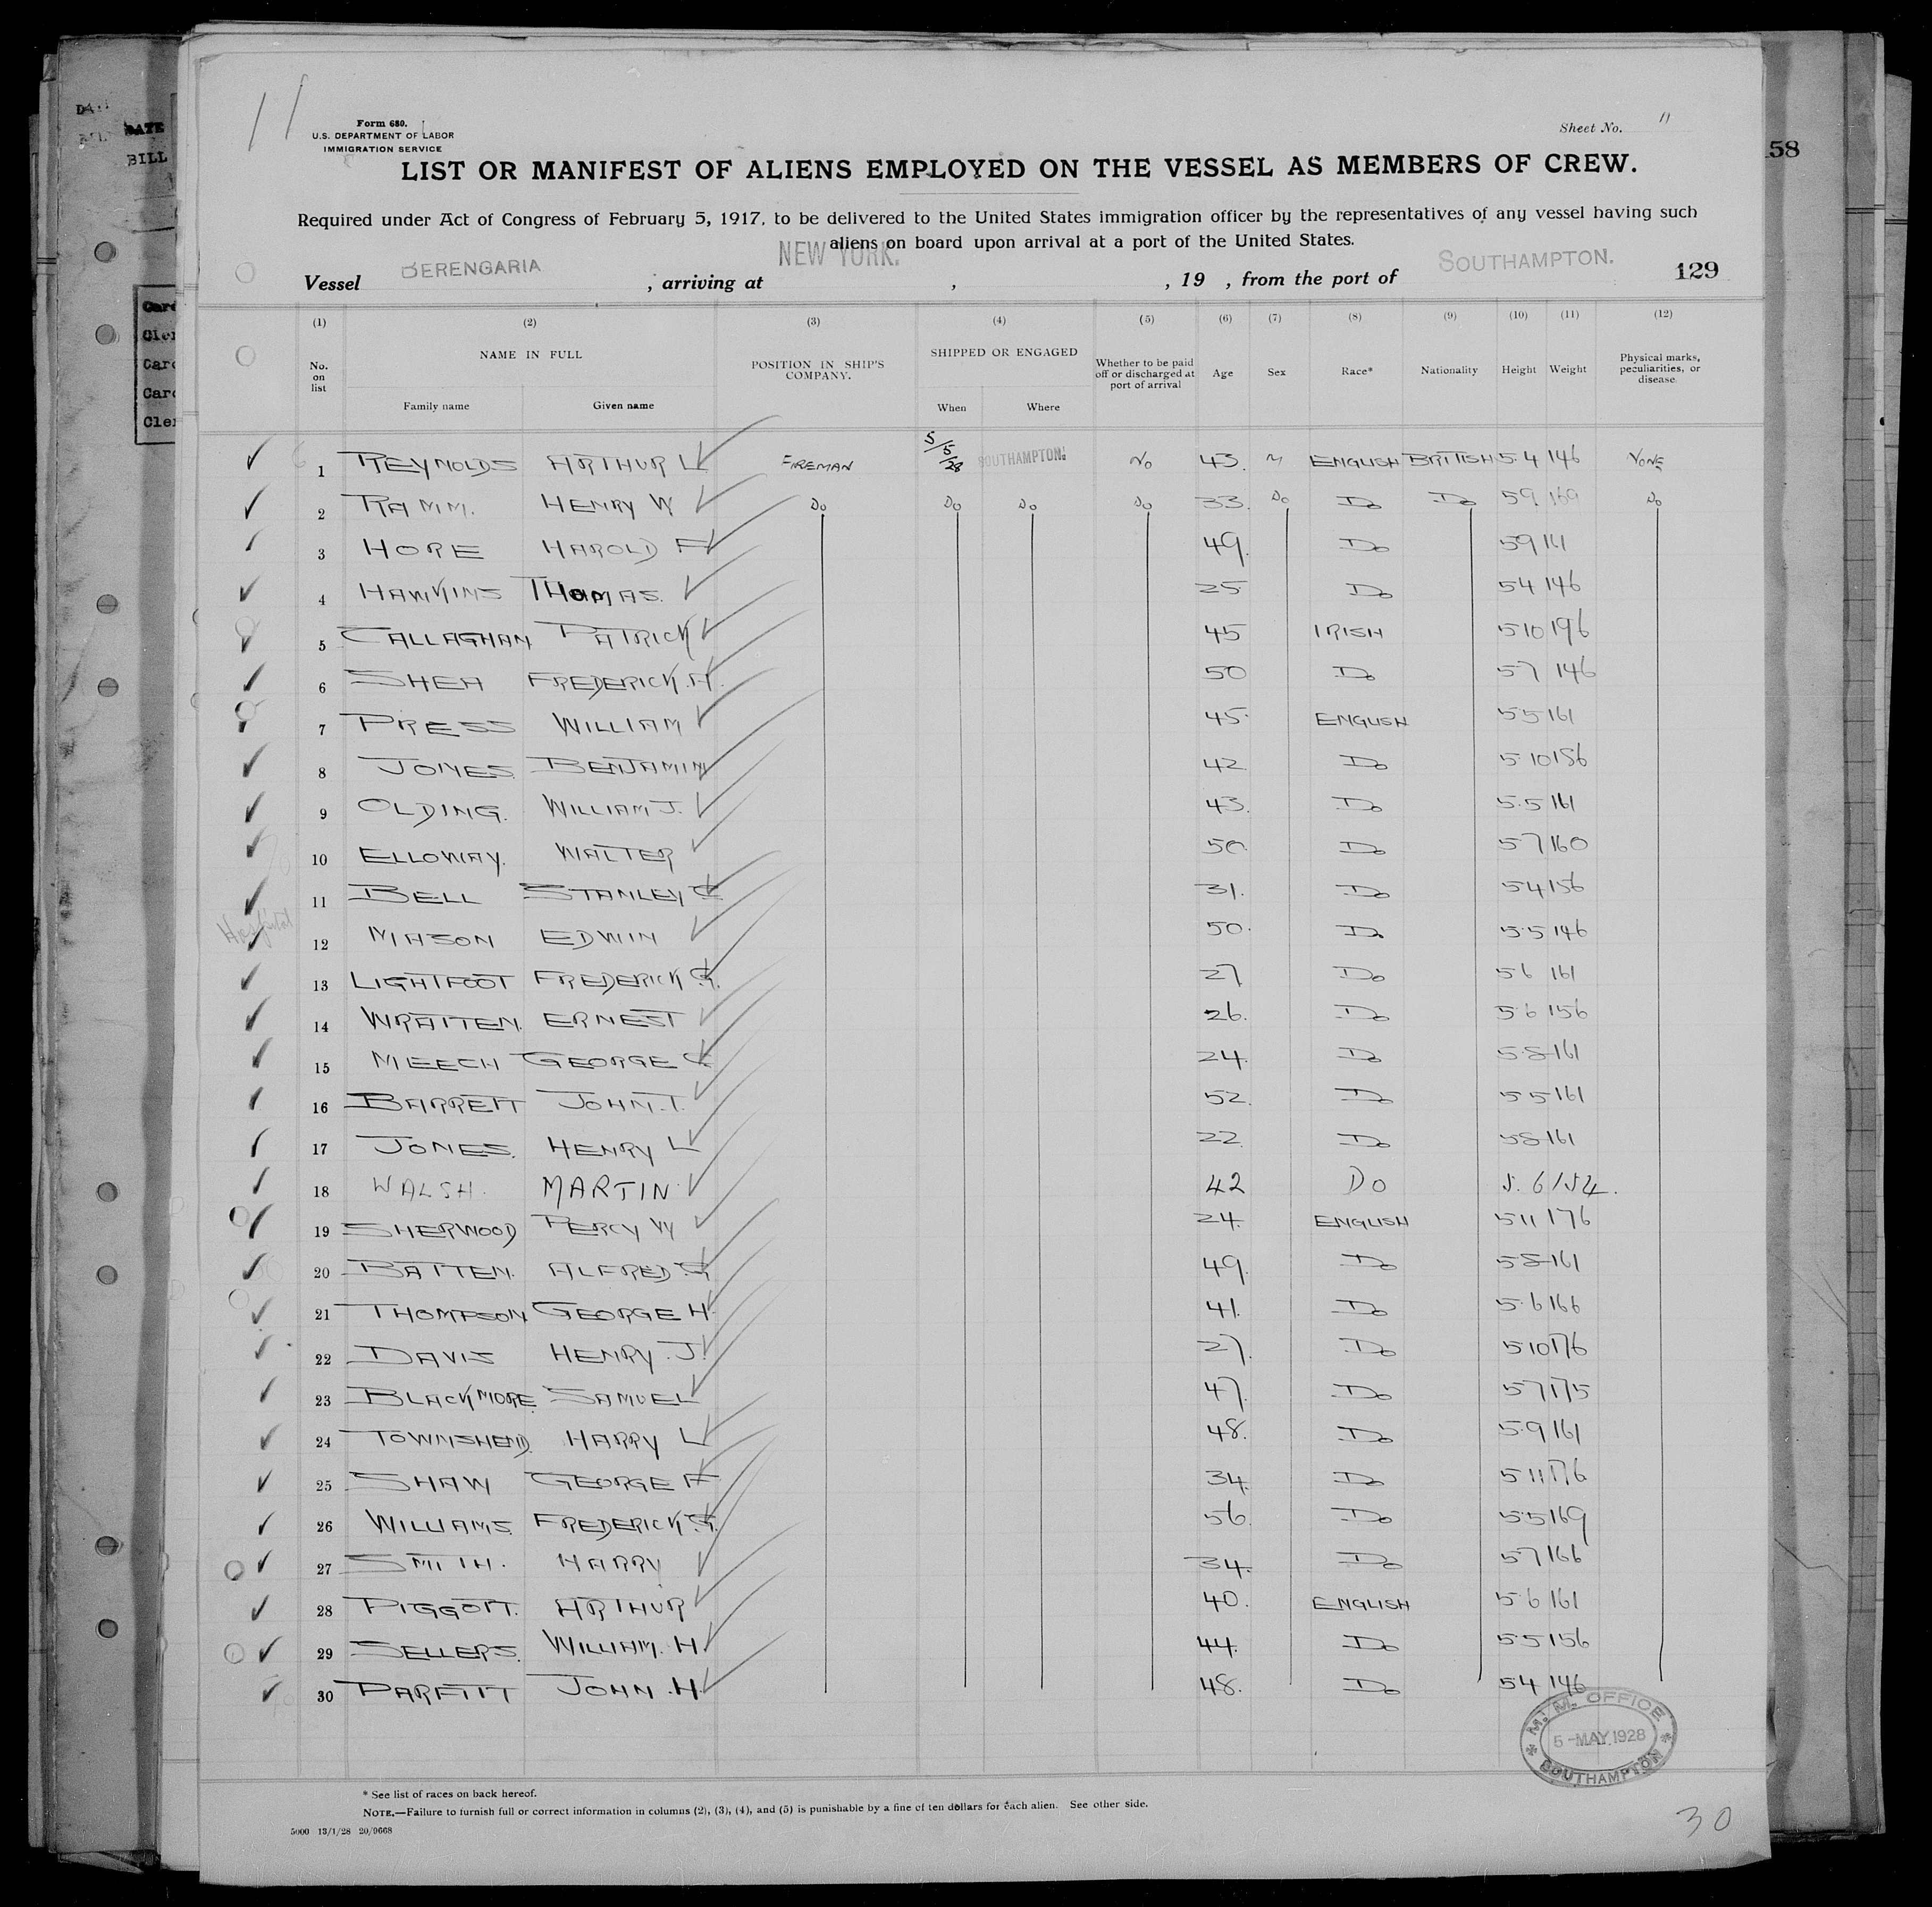 11
Form 680.
U.S. DEPARTMENT OF LABOR
IMMIGRATION SERVICE
Sheet No. 11
58
DATE
BILL
LIST OR MANIFEST OF ALIENS EMPLOYED ON THE VESSEL AS MEMBERS OF CREW.
Required under Act of Congress of February 5, 1917, to be delivered to the United States immigration officer by the representatives of any vessel having such
aliens on board upon arrival at a port of the United States.
Vessel BERENGARIA , arriving at NEW YORK. , , 19 , from the port of SOUTHAMPTON. 129
(1) (2) (3) (4) (5) (6) (7) (8) (9) (10) (11) (12)
No. on list NAME IN FULL POSITION IN SHIP'S COMPANY. SHIPPED OR ENGAGED Whether to be paid off or discharged at port of arrival Age Sex Race* Nationality Height Weight Physical marks, peculiarities, or disease.
Family name Given name When Where
1 REYNOLDS ARTHUR L FIREMAN 5/5/28 SOUTHAMPTON. NO 43. M ENGLISH BRITISH 5 4 146 NONE
2 RAMM. HENRY W Do Do Do Do 33. Do Do Do 5 9 169 Do
3 HORE HAROLD F 49. Do 5 9 161
4 HAWKINS THOMAS. 25 Do 5 4 146
5 CALLAGHAN PATRICK 45 IRISH 5 10 196
6 SHEA FREDERICK.A. 50 Do 5 7 146
7 PRESS WILLIAM 45. ENGLISH 5 5 161
8 JONES BENJAMIN 42 Do 5.10 186
9 OLDING. WILLIAM J. 43. Do 5.5 161
10 ELLOWAY. WALTER 50. Do 5 7 160
11 BELL STANLEY C 31. Do 5 4 156
12 MASON EDWIN 50. Do 5.5 146
Hospital
13 LIGHTFOOT FREDERICK G. 27 Do 5 6 161
14 WRATTEN. ERNEST 26. Do 5.6 156
15 MEECH GEORGE C 24. Do 5.8 161
16 BARRETT JOHN.T. 52. Do 5 5 161
17 JONES. HENRY L 22. Do 5 8 161
18 WALSH. MARTIN 42 DO 5. 6 154.
19 SHERWOOD PERCY W 24. ENGLISH 5 11 176
20 BATTEN. ALFRED G 49. Do 5 8 161
21 THOMPSON GEORGE H. 41. Do 5.6 166
22 DAVIS HENRY.J. 27. Do 5 10 176
23 BLACKMORE. SAMUEL 47. Do 5 7 175
24 TOWNSHEND. HARRY L 48. Do 5.9 161
25 SHAW GEORGE F 34. Do 5 11 176
26 WILLIAMS. FREDERICK.G. 56. Do 5.5 169
27 SMITH. HARRY 34. Do 5 7 166
28 PIGGOTT. ARTHUR 40. ENGLISH 5.6 161
29 SELLERS. WILLIAM.H. 44. Do 5.5 156
30 PARFITT JOHN.H. 48. Do 5 4 146
M. M. OFFICE
5-MAY.1928
SOUTHAMPTON
* See list of races on back hereof.
NOTE.—Failure to furnish full or correct information in columns (2), (3), (4), and (5) is punishable by a fine of ten dollars for each alien. See other side.
5000 13/1/28 20/9668
30